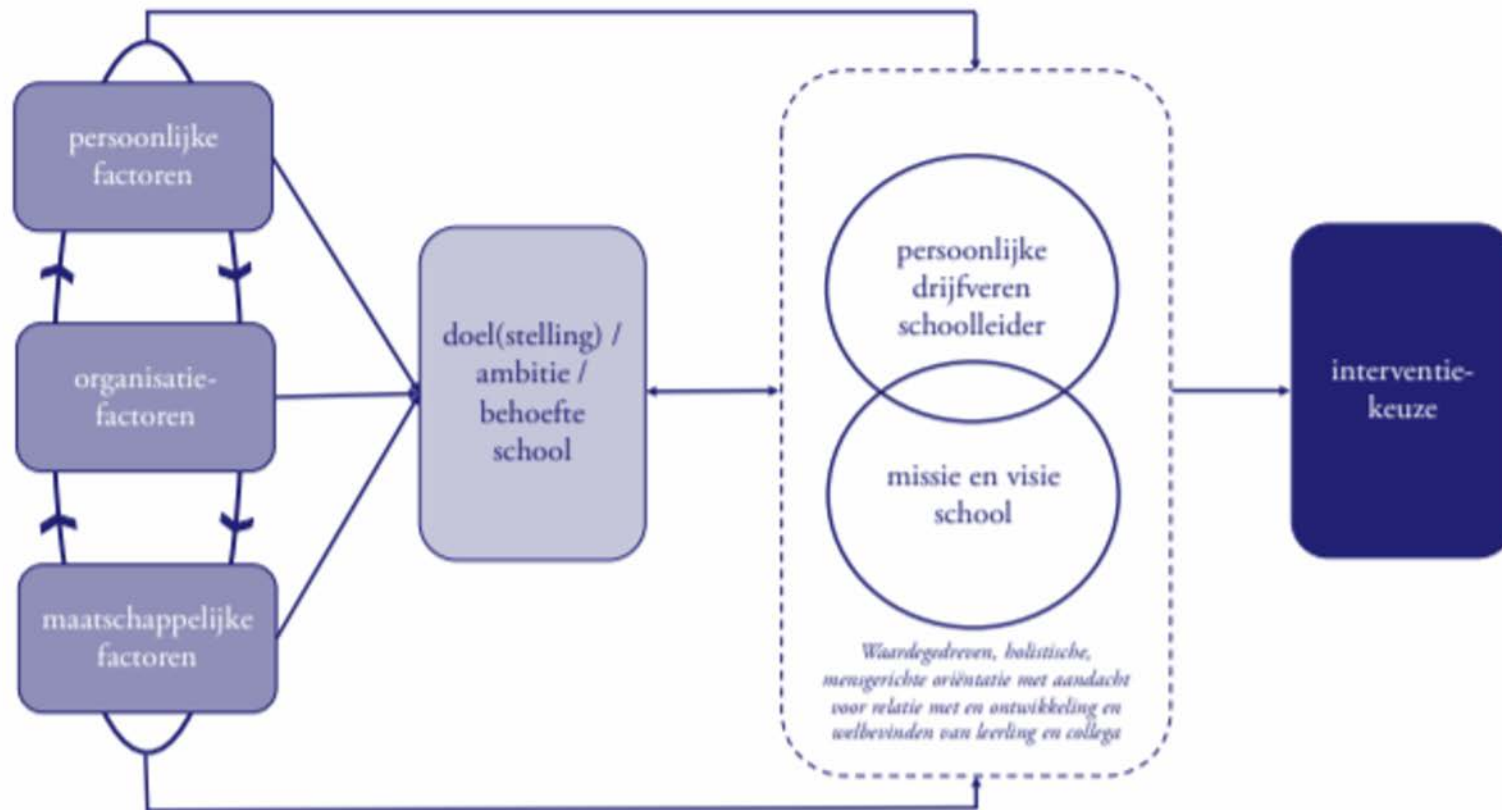 persoonlijke
factoren
organisatie-
factoren
maatschappelijke
factoren
doel(stelling) /
ambitie /
behoefte
school
persoonlijke
drijfveren
schoolleider
missie en visie
school
Waardegedreven, holistische,
mensgerichte oriëntatie met aandacht
voor relatie met en ontwikkeling en
welbevinden van leerling en collega
interventie-
keuze